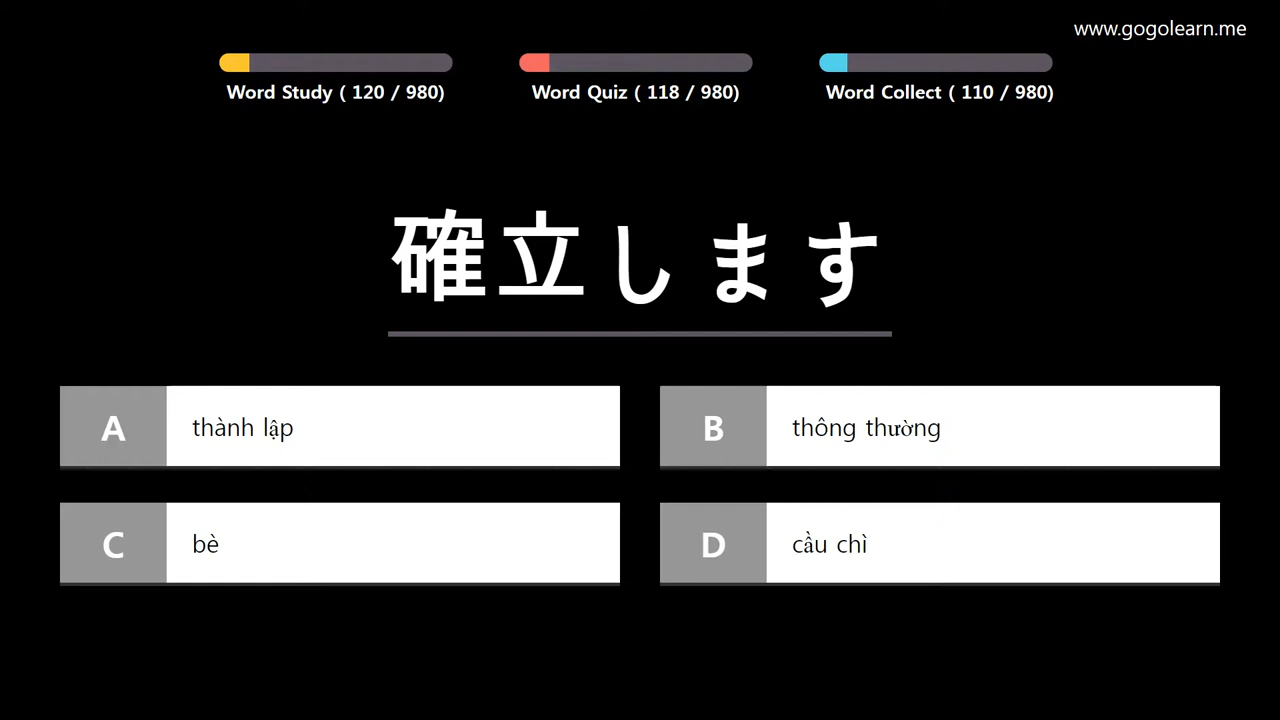 www.gogolearn.me
Word Study ( 120 / 980)
Word Quiz ( 118 / 980)
Word Collect ( 110 / 980)
確立します
A thành lập
B thông thường
C bè
D cầu chì